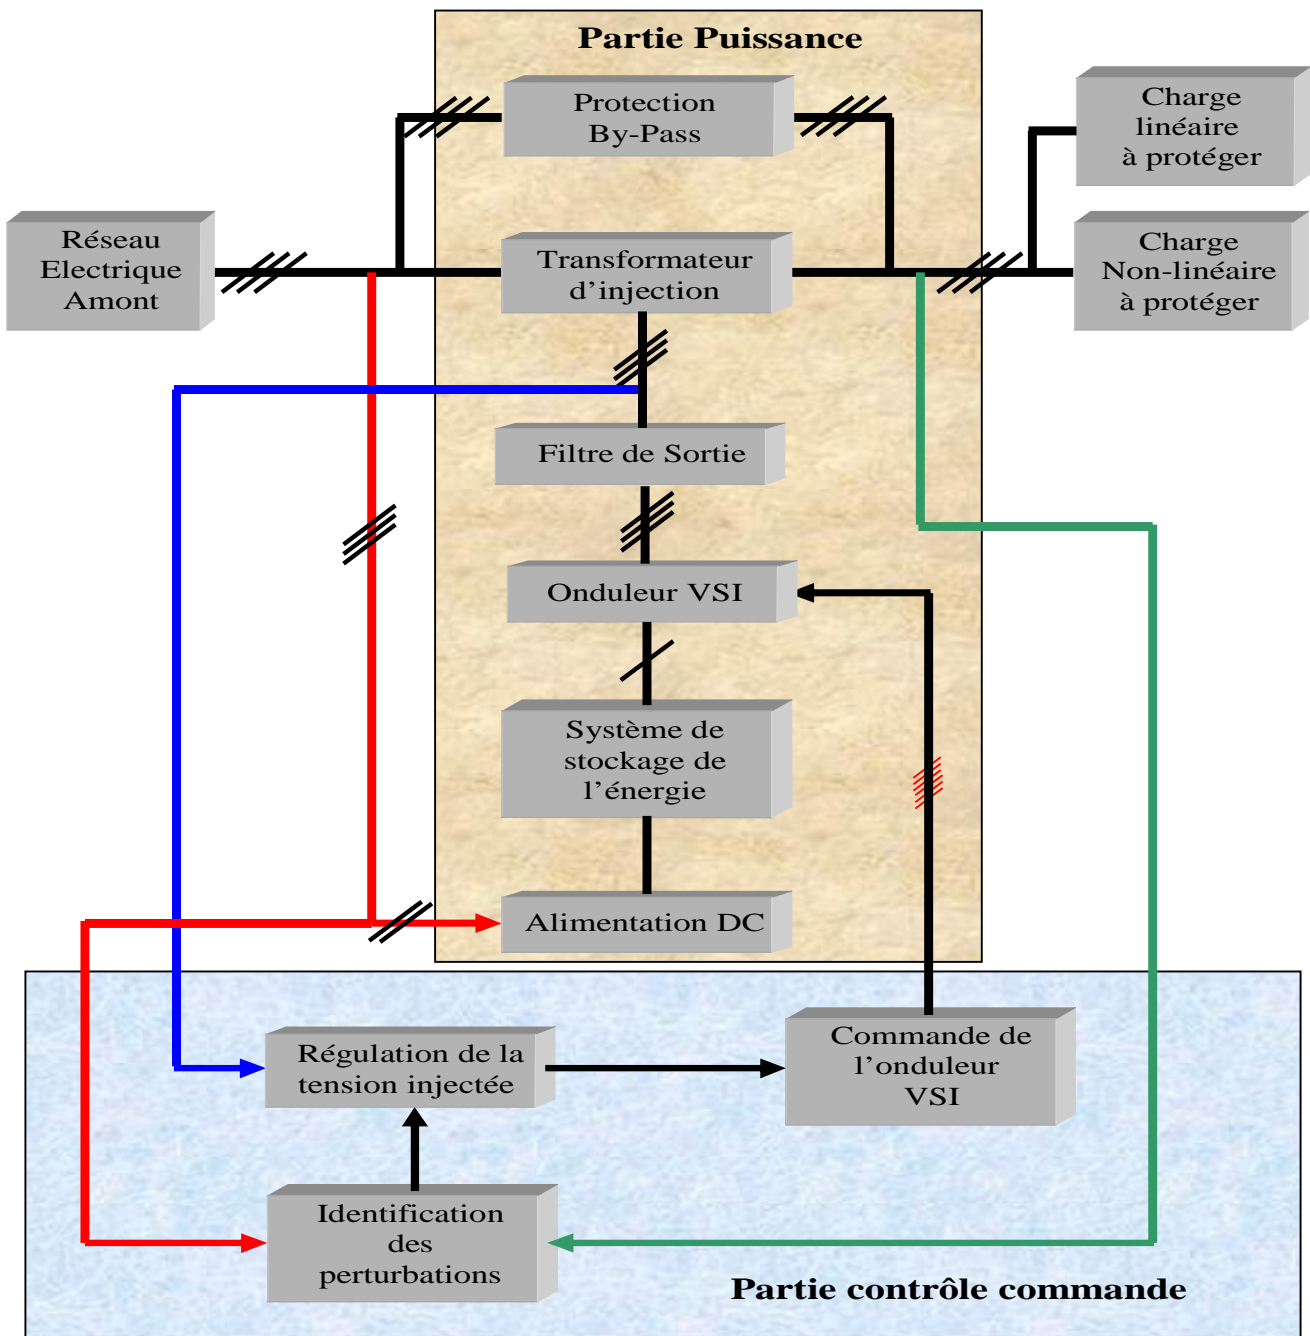 Partie Puissance
Protection
By-Pass
Charge
linéaire
à protéger
Réseau
Electrique
Amont
Transformateur
d’injection
Charge
Non-linéaire
à protéger
Filtre de Sortie
Onduleur VSI
Système de
stockage de
l’énergie
Alimentation DC
Régulation de la
tension injectée
Commande de
l’onduleur
VSI
Identification
des
perturbations
Partie contrôle commande